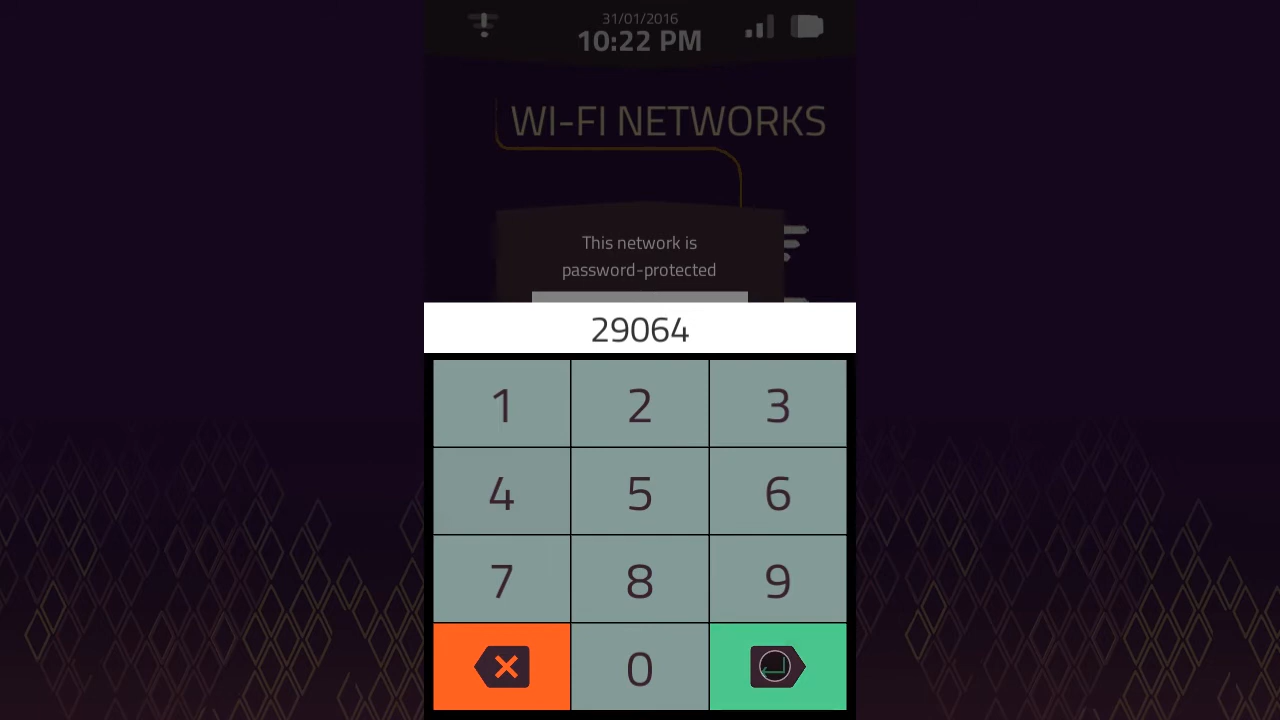 31/01/2016
10:22 PM
WI-FI NETWORKS
This network is
password-protected
29064
1 2 3
4 5 6
7 8 9
0